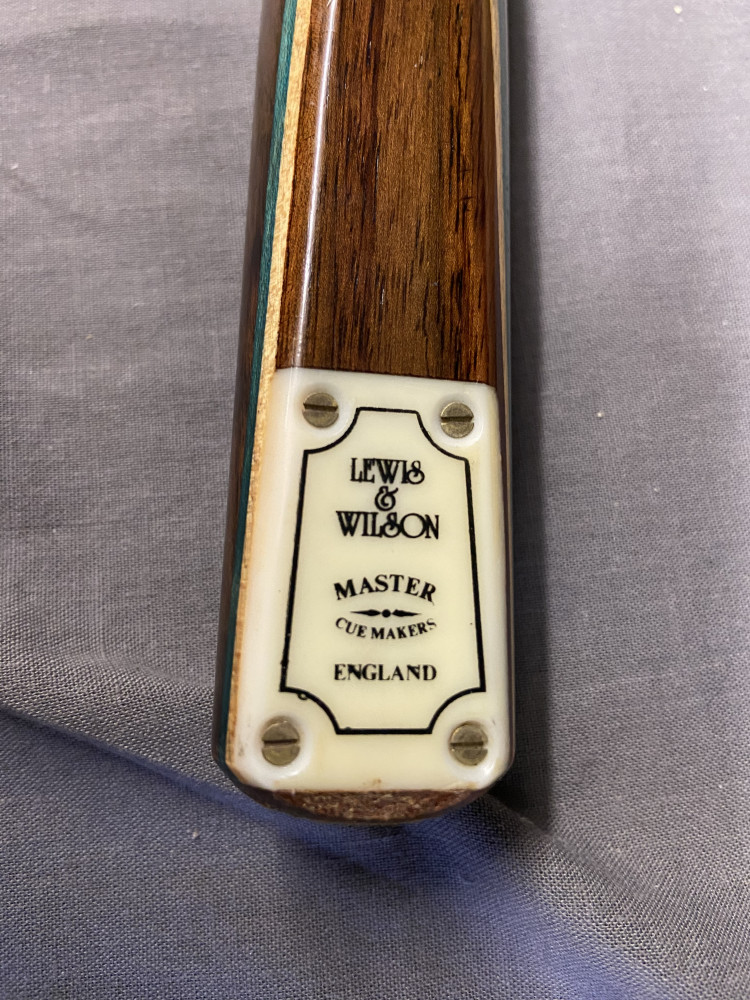 LEWIS
&
WILSON
MASTER
CUE MAKERS
ENGLAND